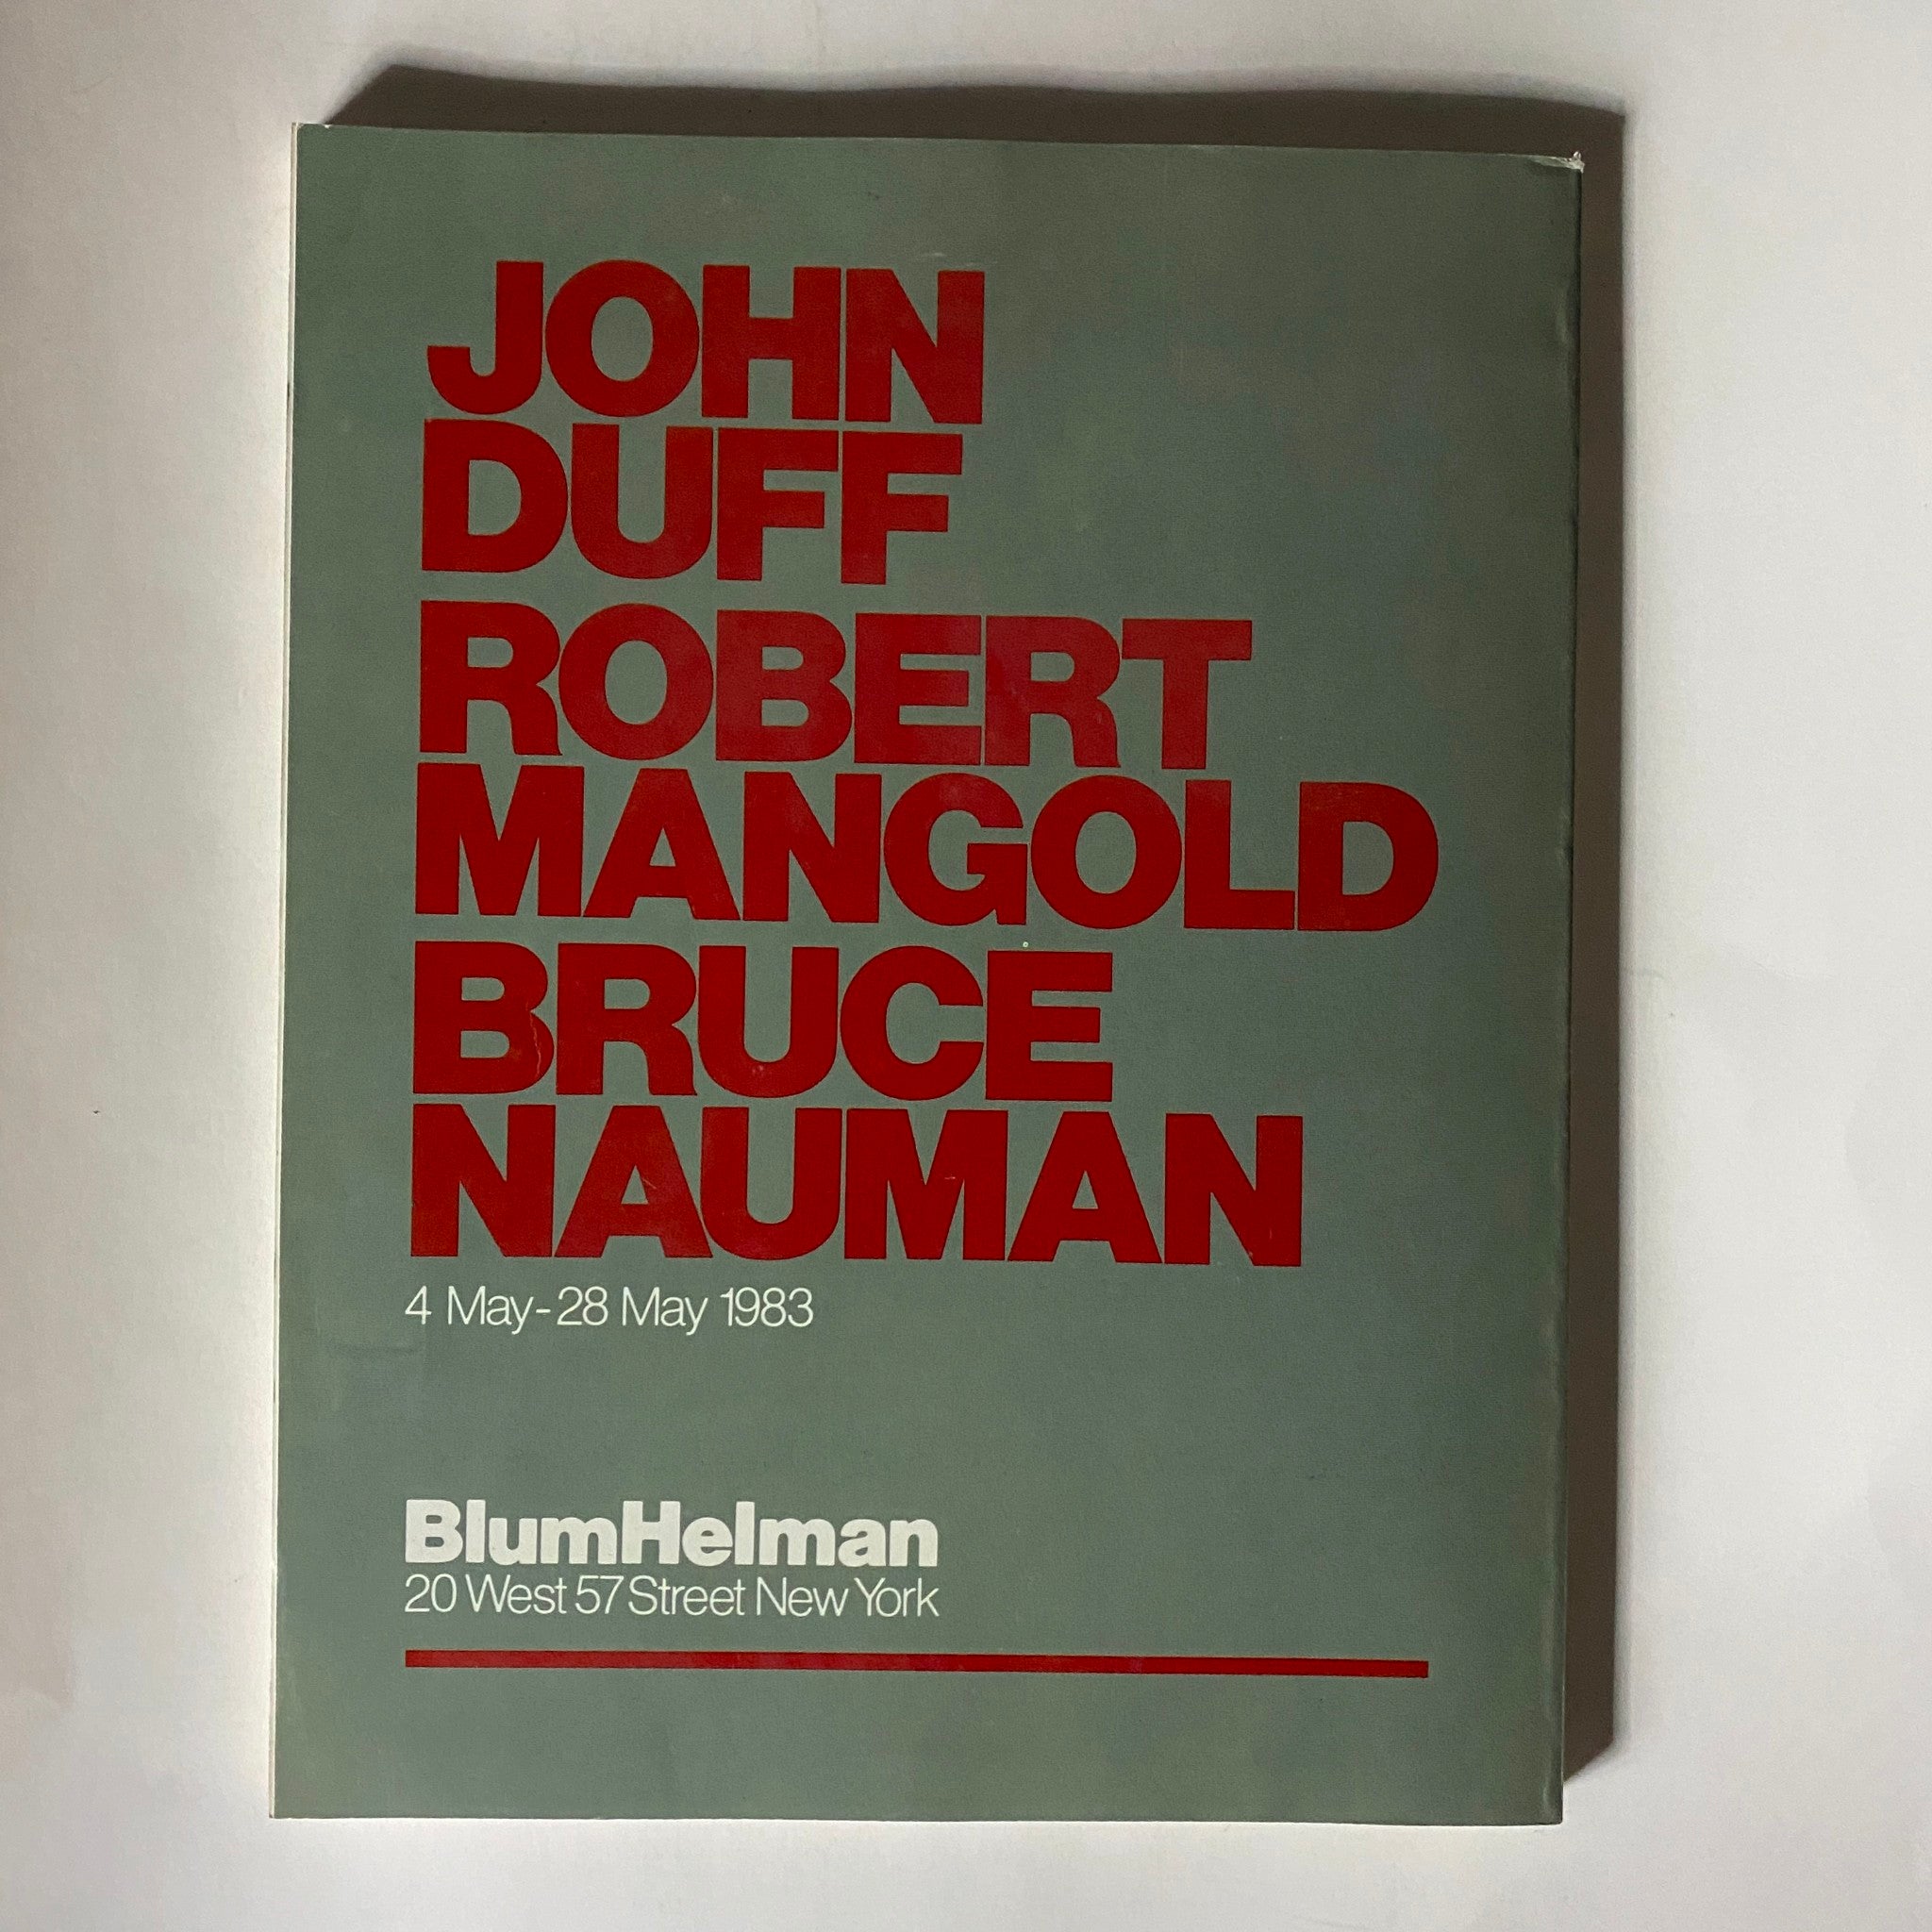 JOHN
DUFF
ROBERT
MANGOLD
BRUCE
NAUMAN
4 May-28 May 1983
BlumHelman
20 West 57 Street New York